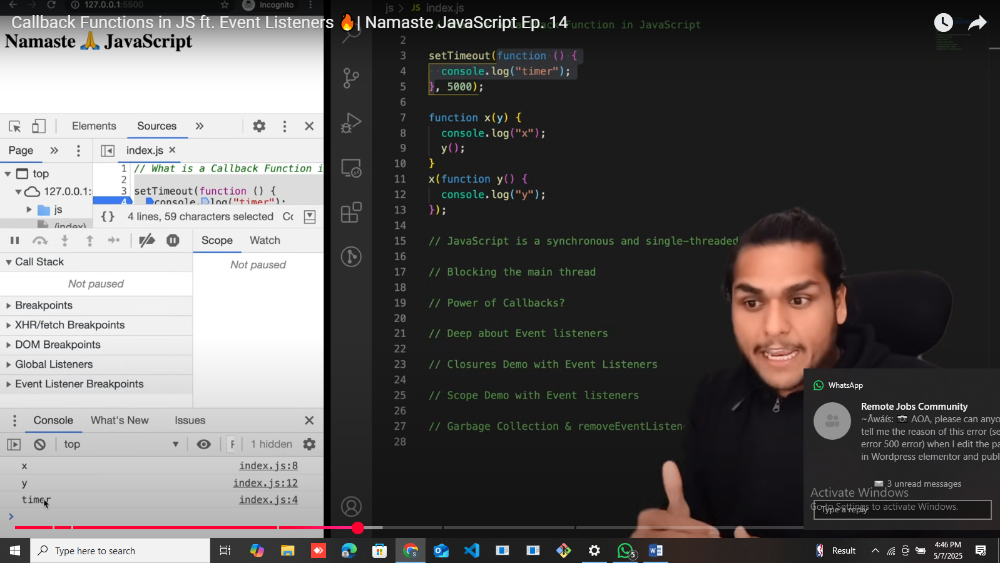 127.0.0.1:5500
Incognito
Callback Functions in JS ft. Event Listeners 🔥| Namaste JavaScript Ep. 14
Namaste 🙏 JavaScript
Elements
Sources
Page
index.js
top
127.0.0.1:
js
(index)
1 // What is a Callback Function i
2
3 setTimeout(function () {
4 console.log("timer");
{} 4 lines, 59 characters selected
Scope
Watch
Call Stack
Not paused
Not paused
Breakpoints
XHR/fetch Breakpoints
DOM Breakpoints
Global Listeners
Event Listener Breakpoints
Console
What's New
Issues
top
1 hidden
x index.js:8
y index.js:12
timer index.js:4
js > JS index.js
Function in JavaScript
2
3 setTimeout(function () {
4 console.log("timer");
5 }, 5000);
6
7 function x(y) {
8 console.log("x");
9 y();
10 }
11 x(function y() {
12 console.log("y");
13 });
14
15 // JavaScript is a synchronous and single-threaded
16
17 // Blocking the main thread
18
19 // Power of Callbacks?
20
21 // Deep about Event listeners
22
23 // Closures Demo with Event Listeners
24
25 // Scope Demo with Event listeners
26
27 // Garbage Collection & removeEventListen
28
WhatsApp
Remote Jobs Community
~Åwáís: 📷 AOA, please can anyo
tell me the reason of this error (se
error 500 error) when I edit the pa
in Wordpress elementor and publ
3 unread messages
Activate Windows
Go to Settings to activate Windows.
Type a reply
Type here to search
5
Result
4:46 PM
5/7/2025